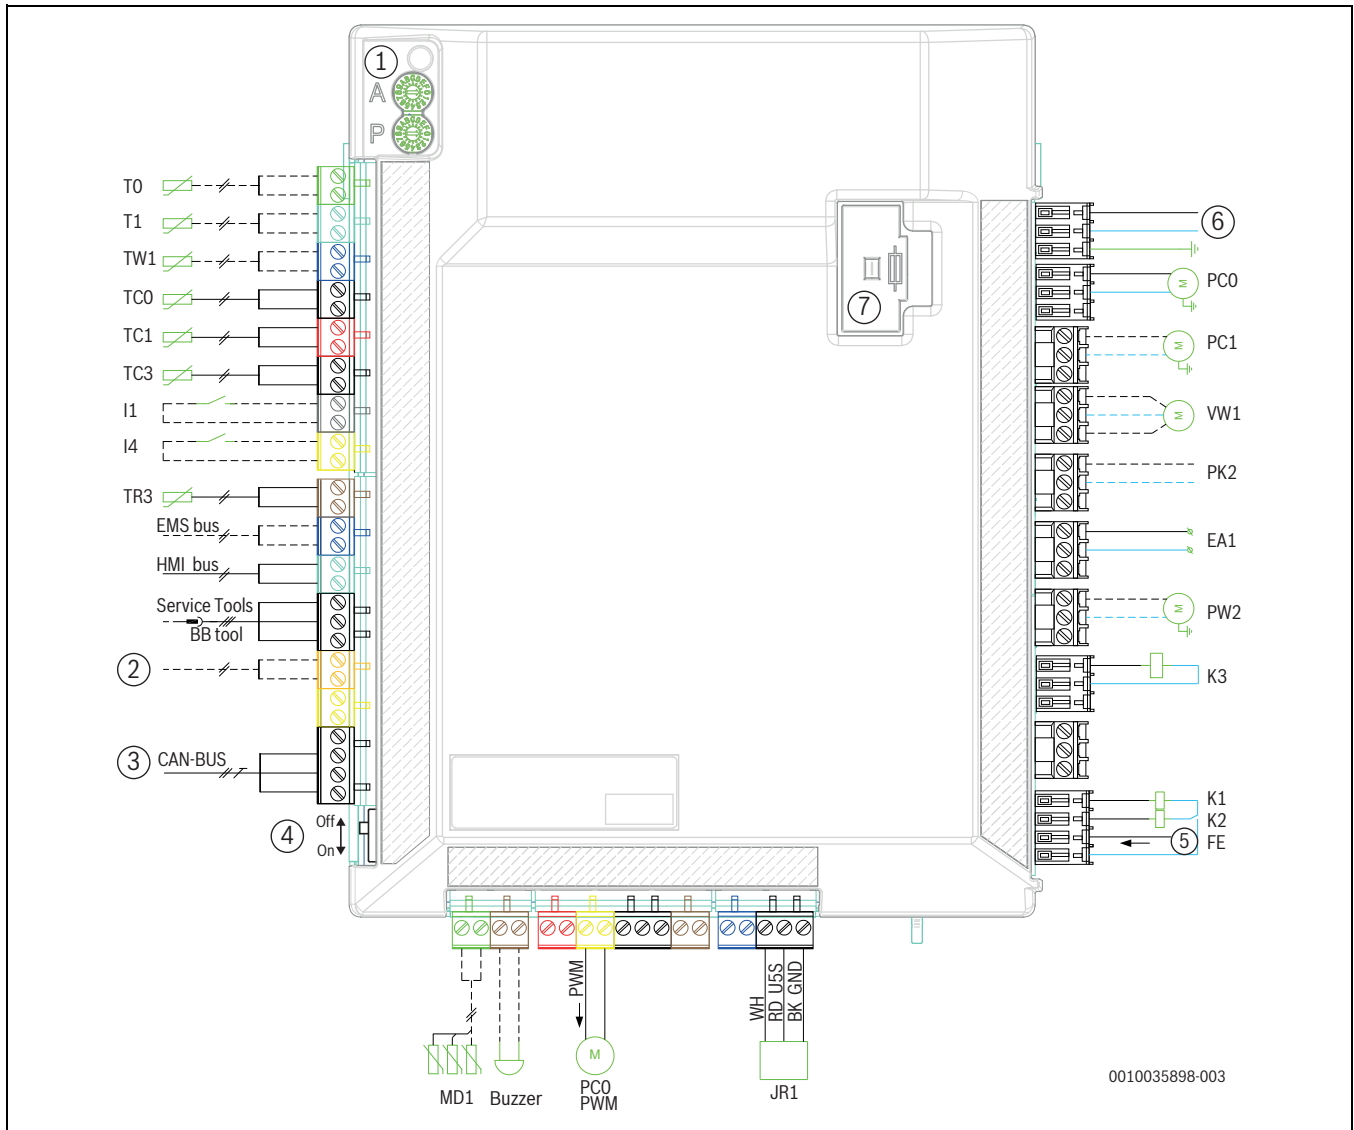 1
A
P
T0
T1
TW1
TC0
TC1
TC3
I1
I4
TR3
EMS bus
HMI bus
Service Tools
BB tool
2
3 CAN-BUS
4
Off
On
6
PC0
7
PC1
VW1
PK2
EA1
PW2
K3
K1
K2
5 FE
PWM
WH
RD U5S
BK GND
M
M
M
M
M
MD1
Buzzer
PC0
PWM
JR1
0010035898-003